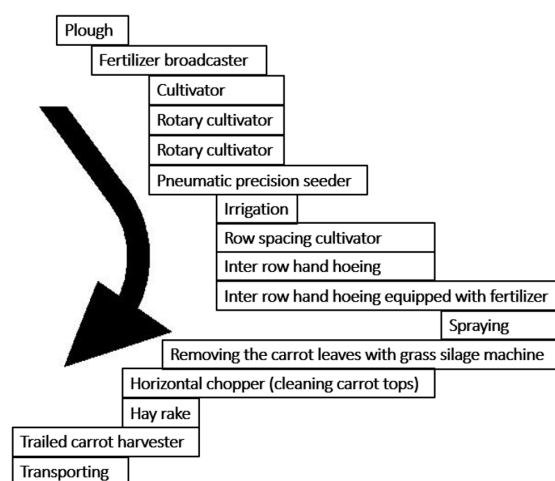 Plough
Fertilizer broadcaster
Cultivator
Rotary cultivator
Rotary cultivator
Pneumatic precision seeder
Irrigation
Row spacing cultivator
Inter row hand hoeing
Inter row hand hoeing equipped with fertilizer
Spraying
Removing the carrot leaves with grass silage machine
Horizontal chopper (cleaning carrot tops)
Hay rake
Trailed carrot harvester
Transporting